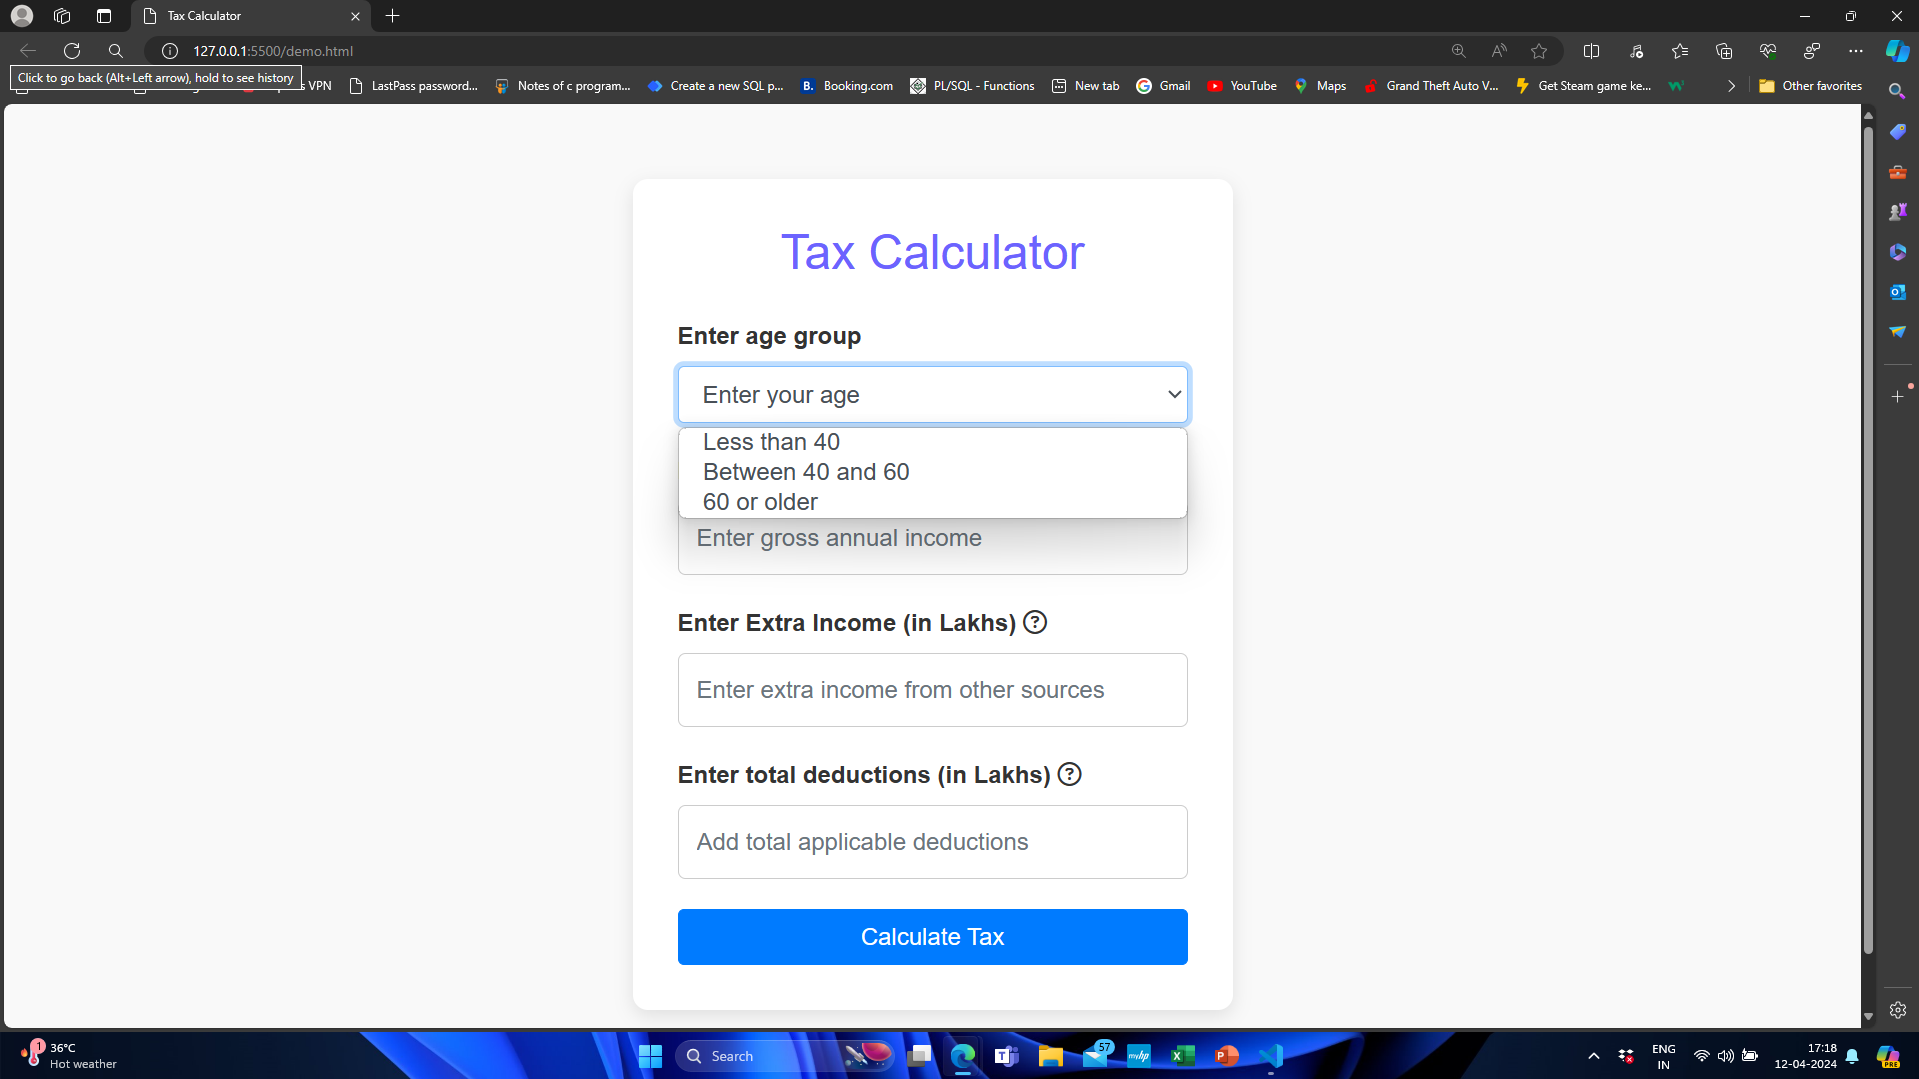 Tax Calculator
127.0.0.1:5500/demo.html
Click to go back (Alt+Left arrow), hold to see history
VPN
LastPass password...
Notes of c program...
Create a new SQL p...
B. Booking.com
PL/SQL - Functions
New tab
Gmail
YouTube
Maps
Grand Theft Auto V...
Get Steam game ke...
Other favorites
Tax Calculator
Enter age group
Enter your age
Less than 40
Between 40 and 60
60 or older
Enter gross annual income
Enter Extra Income (in Lakhs) ?
Enter extra income from other sources
Enter total deductions (in Lakhs) ?
Add total applicable deductions
Calculate Tax
1
36°C
Hot weather
Search
57
myhp
ENG
IN
17:18
12-04-2024
PRE